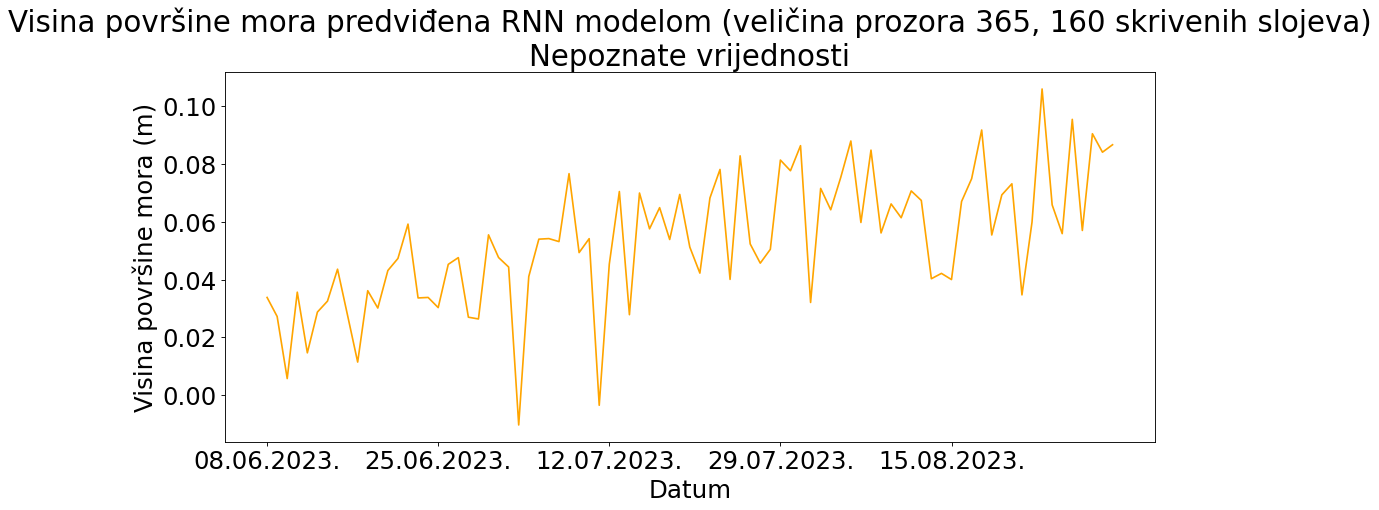 Visina površine mora predviđena RNN modelom (veličina prozora 365, 160 skrivenih slojeva)
Nepoznate vrijednosti
Visina površine mora (m)
0.10
0.08
0.06
0.04
0.02
0.00
08.06.2023. 25.06.2023. 12.07.2023. 29.07.2023. 15.08.2023.
Datum